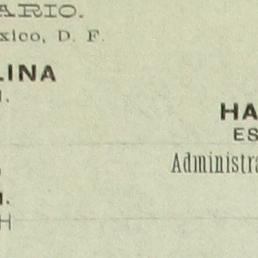 ARIO.
xico, D. F.
LINA
HA
ES
Administra
H